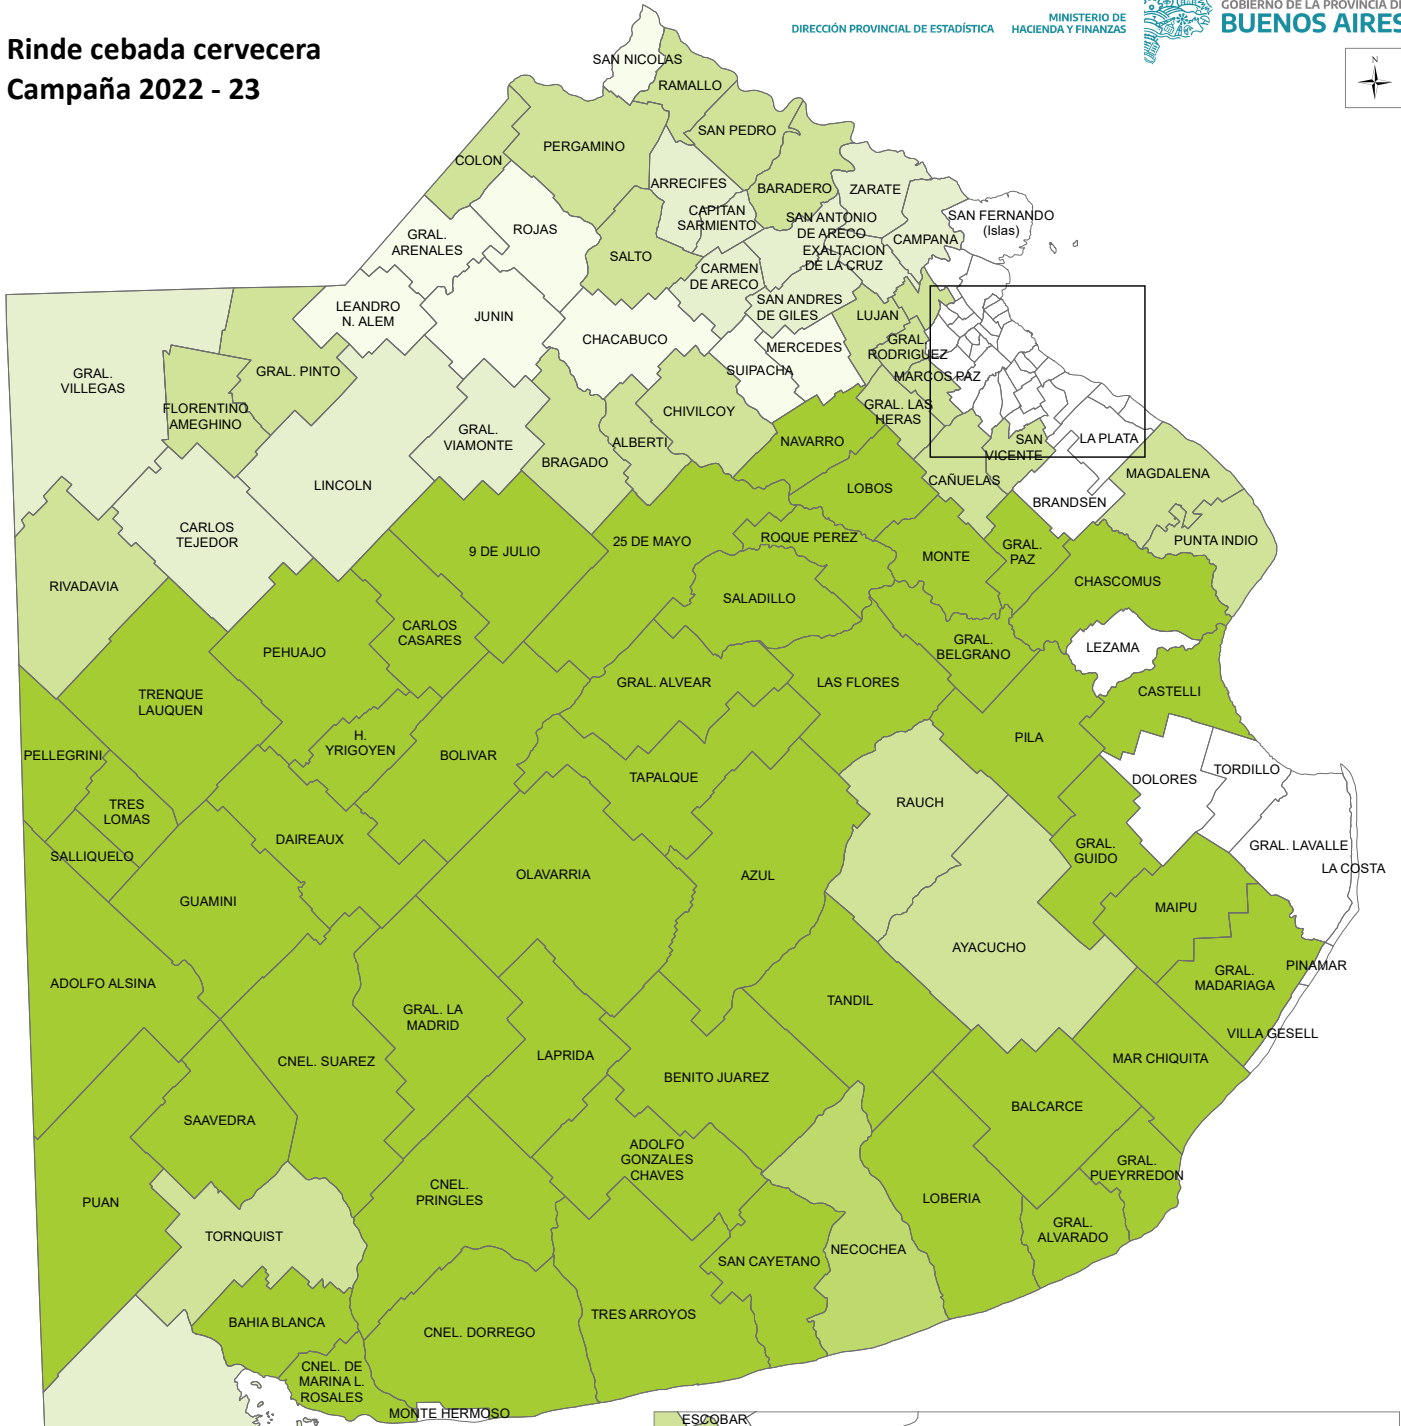 Rinde cebada cervecera
Campaña 2022 - 23
DIRECCIÓN PROVINCIAL DE ESTADÍSTICA
MINISTERIO DE
HACIENDA Y FINANZAS
GOBIERNO DE LA PROVINCIA DE
BUENOS AIRES
N
SAN NICOLAS
RAMALLO
SAN PEDRO
PERGAMINO
COLON
ARRECIFES
BARADERO
ZARATE
CAPITAN
SARMIENTO
SAN ANTONIO
DE ARECO
SAN FERNANDO
(Islas)
ROJAS
GRAL.
ARENALES
CAMPANA
EXALTACION
DE LA CRUZ
SALTO
CARMEN
DE ARECO
SAN ANDRES
DE GILES
LEANDRO
N. ALEM
JUNIN
LUJAN
CHACABUCO
MERCEDES
GRAL.
RODRIGUEZ
SUIPACHA
MARCOS PAZ
GRAL.
VILLEGAS
GRAL. PINTO
FLORENTINO
AMEGHINO
CHIVILCOY
GRAL. LAS
HERAS
GRAL.
VIAMONTE
ALBERTI
NAVARRO
SAN
VICENTE
LA PLATA
BRAGADO
LINCOLN
LOBOS
CAÑUELAS
MAGDALENA
BRANDSEN
CARLOS
TEJEDOR
9 DE JULIO
25 DE MAYO
ROQUE PEREZ
MONTE
GRAL.
PAZ
PUNTA INDIO
RIVADAVIA
CHASCOMUS
SALADILLO
CARLOS
CASARES
PEHUAJO
GRAL.
BELGRANO
LEZAMA
TRENQUE
LAUQUEN
GRAL. ALVEAR
LAS FLORES
CASTELLI
PELLEGRINI
H.
YRIGOYEN
BOLIVAR
PILA
TAPALQUE
DOLORES
TORDILLO
TRES
LOMAS
RAUCH
DAIREAUX
SALLIQUELO
GRAL.
GUIDO
GRAL. LAVALLE
LA COSTA
OLAVARRIA
AZUL
GUAMINI
MAIPU
AYACUCHO
ADOLFO ALSINA
GRAL.
MADARIAGA
PINAMAR
GRAL. LA
MADRID
TANDIL
VILLA GESELL
CNEL. SUAREZ
LAPRIDA
MAR CHIQUITA
BENITO JUAREZ
BALCARCE
SAAVEDRA
ADOLFO
GONZALES
CHAVES
GRAL.
PUEYRREDON
PUAN
CNEL.
PRINGLES
LOBERIA
GRAL.
ALVARADO
TORNQUIST
NECOCHEA
SAN CAYETANO
BAHIA BLANCA
CNEL. DORREGO
TRES ARROYOS
CNEL. DE
MARINA L.
ROSALES
MONTE HERMOSO
ESCOBAR